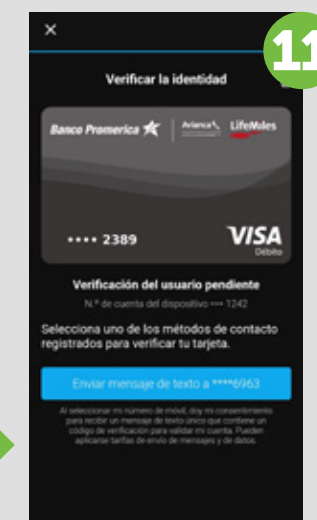 11
Verificar la identidad
Banco Promerica
Avianca LifeMiles
•••• 2389
VISA
Débito
Verificación del usuario pendiente
N.º de cuenta del dispositivo •••• 1242
Selecciona uno de los métodos de contacto
registrados para verificar tu tarjeta.
Enviar mensaje de texto a ****6963
Al seleccionar mi número de móvil, doy mi consentimiento
para recibir un mensaje de texto único que contiene un
código de verificación para validar mi cuenta. Pueden
aplicarse tarifas de envío de mensajes y de datos.